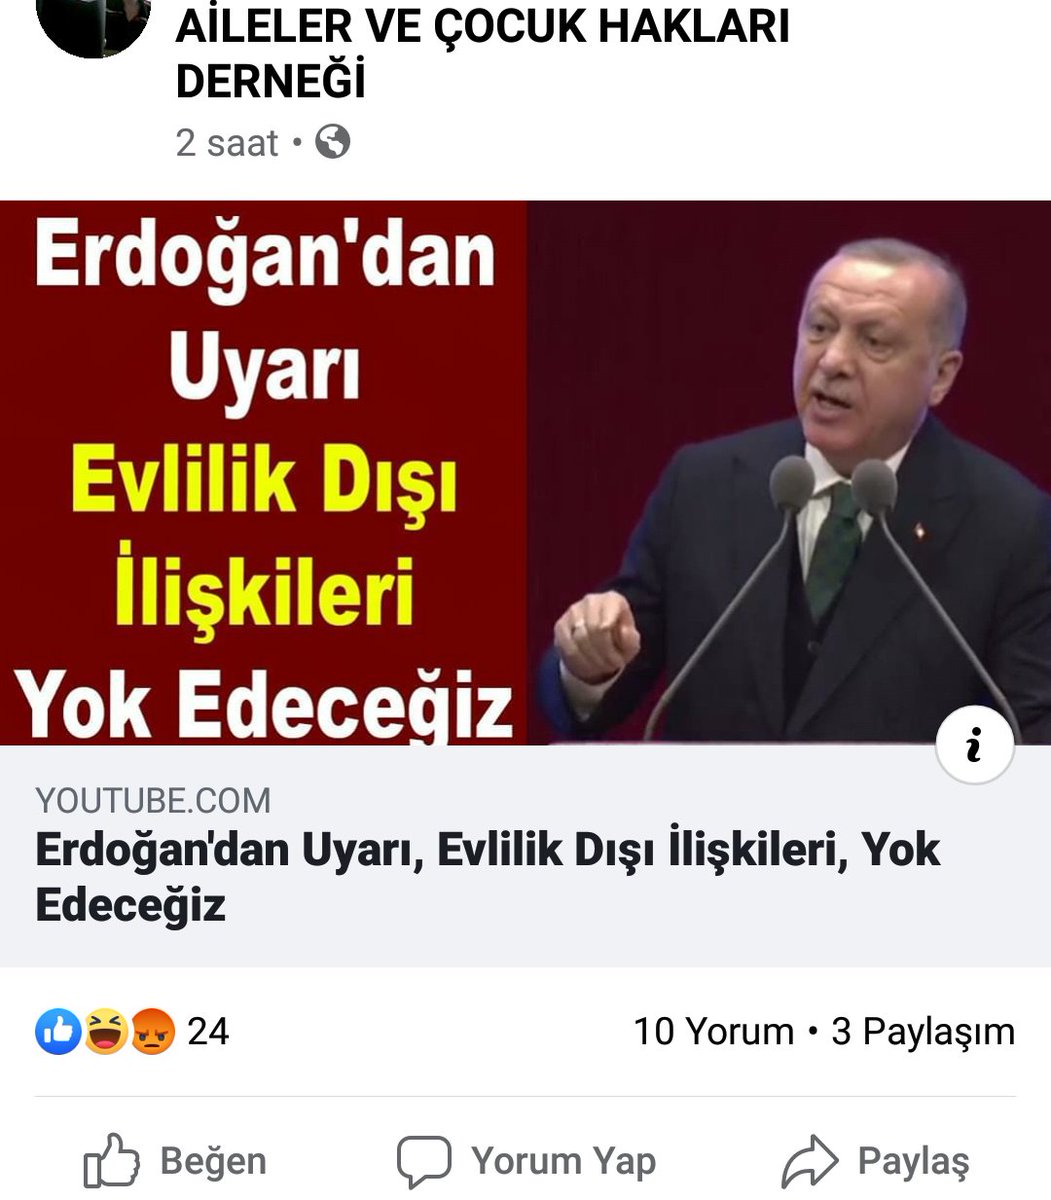 AİLELER VE ÇOCUK HAKLARI
DERNEĞİ
2 saat •
Erdoğan'dan
Uyarı
Evlilik Dışı
İlişkileri
Yok Edeceğiz
i
YOUTUBE.COM
Erdoğan'dan Uyarı, Evlilik Dışı İlişkileri, Yok
Edeceğiz
24
10 Yorum • 3 Paylaşım
Beğen
Yorum Yap
Paylaş